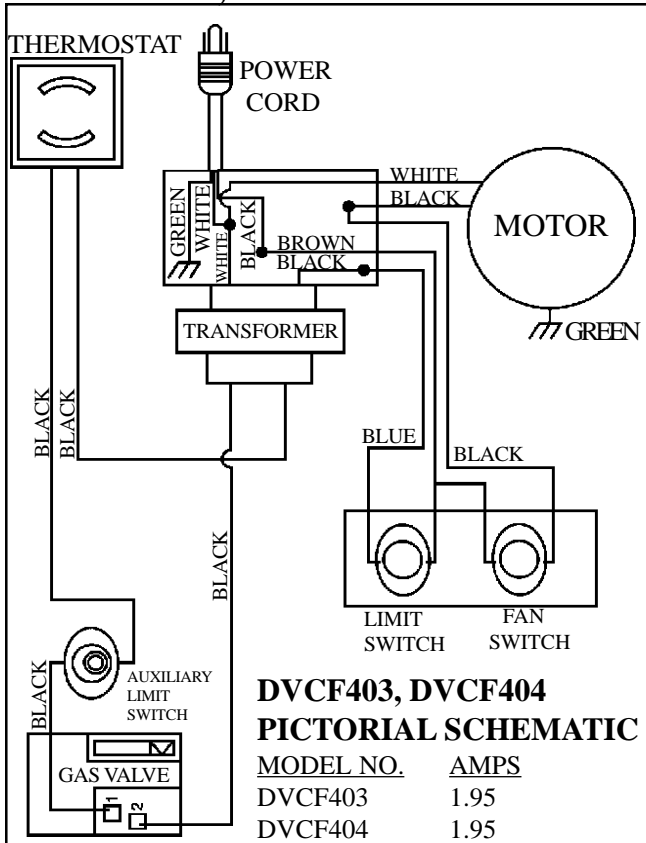 THERMOSTAT
POWER
CORD
WHITE
BLACK
MOTOR
GREEN
WHITE
WHITE
BLACK
BROWN
BLACK
TRANSFORMER
GREEN
BLACK
BLACK
BLUE
BLACK
BLACK
LIMIT
SWITCH
FAN
SWITCH
AUXILIARY
LIMIT
SWITCH
BLACK
GAS VALVE
1
2
DVCF403, DVCF404
PICTORIAL SCHEMATIC
MODEL NO. AMPS
DVCF403 1.95
DVCF404 1.95